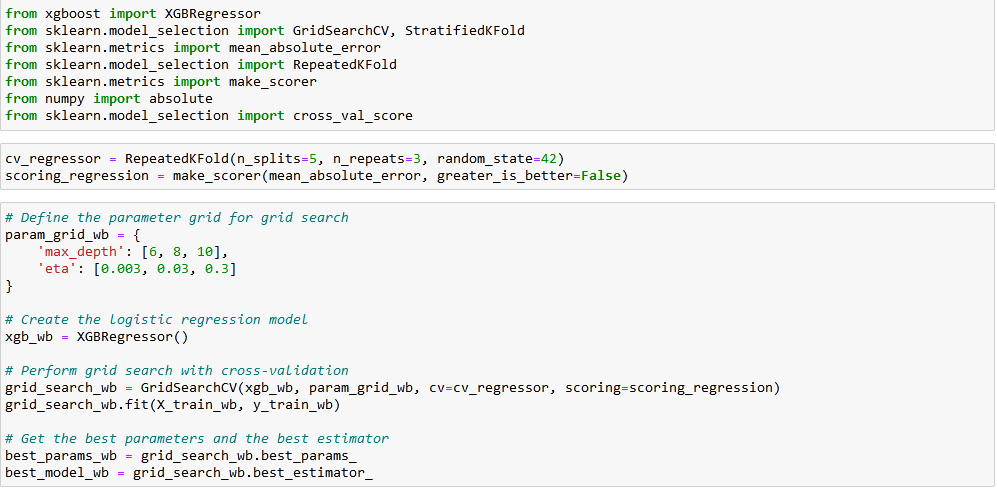 from xgboost import XGBRegressor
from sklearn.model_selection import GridSearchCV, StratifiedKFold
from sklearn.metrics import mean_absolute_error
from sklearn.model_selection import RepeatedKFold
from sklearn.metrics import make_scorer
from numpy import absolute
from sklearn.model_selection import cross_val_score
cv_regressor = RepeatedKFold(n_splits=5, n_repeats=3, random_state=42)
scoring_regression = make_scorer(mean_absolute_error, greater_is_better=False)
# Define the parameter grid for grid search
param_grid_wb = {
    'max_depth': [6, 8, 10],
    'eta': [0.003, 0.03, 0.3]
}
# Create the logistic regression model
xgb_wb = XGBRegressor()
# Perform grid search with cross-validation
grid_search_wb = GridSearchCV(xgb_wb, param_grid_wb, cv=cv_regressor, scoring=scoring_regression)
grid_search_wb.fit(X_train_wb, y_train_wb)
# Get the best parameters and the best estimator
best_params_wb = grid_search_wb.best_params_
best_model_wb = grid_search_wb.best_estimator_